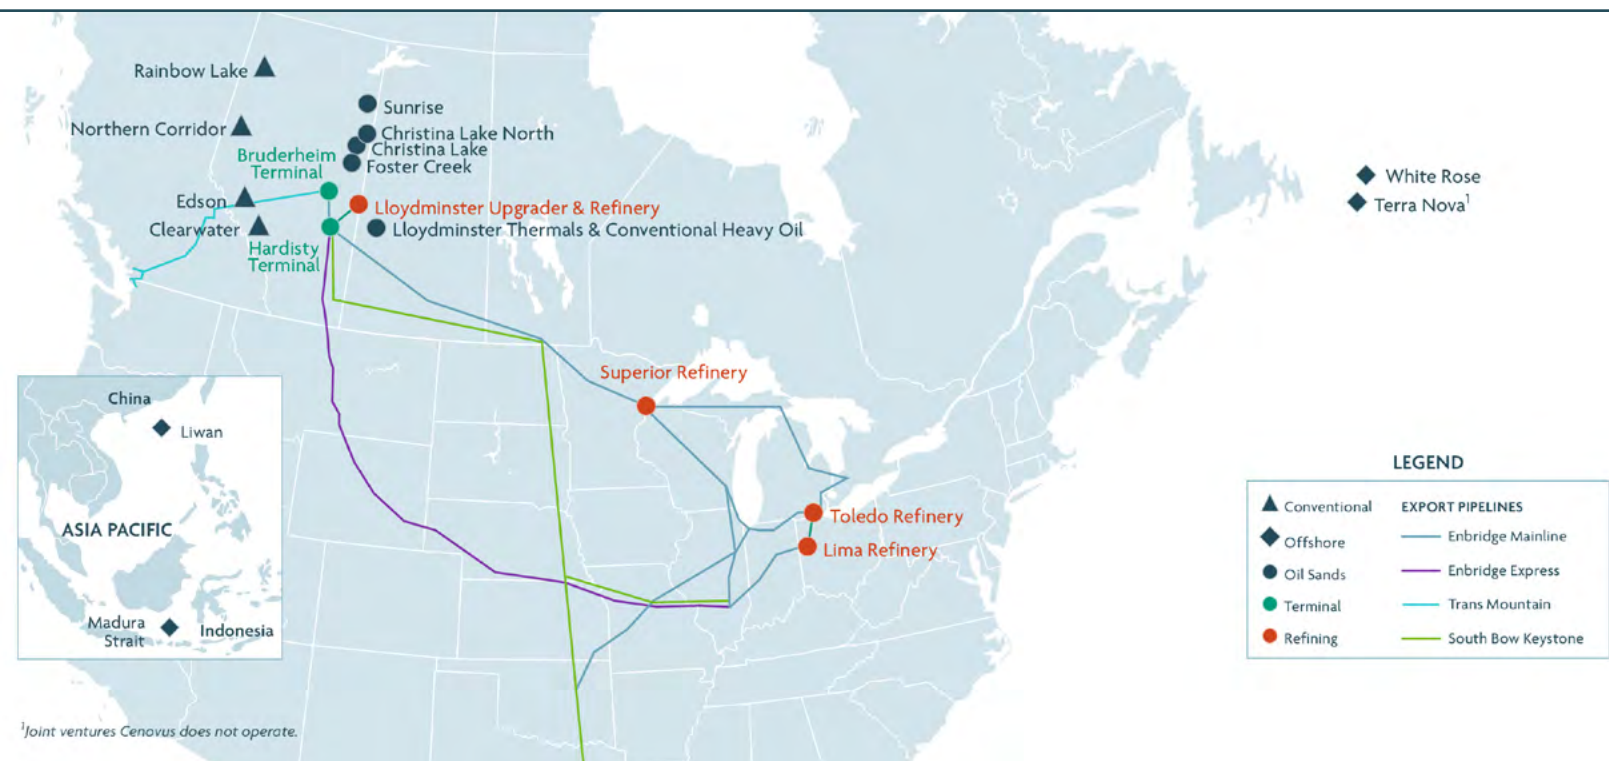 Rainbow Lake
Sunrise
Northern Corridor
Christina Lake North
Christina Lake
Bruderheim
Terminal
Foster Creek
Edson
Lloydminster Upgrader & Refinery
Clearwater
Lloydminster Thermals & Conventional Heavy Oil
Hardisty
Terminal
White Rose
Terra Nova¹
Superior Refinery
China
Liwan
ASIA PACIFIC
Madura
Strait
Indonesia
Toledo Refinery
Lima Refinery
LEGEND
Conventional
Offshore
Oil Sands
Terminal
Refining
EXPORT PIPELINES
Enbridge Mainline
Enbridge Express
Trans Mountain
South Bow Keystone
¹Joint ventures Cenovus does not operate.